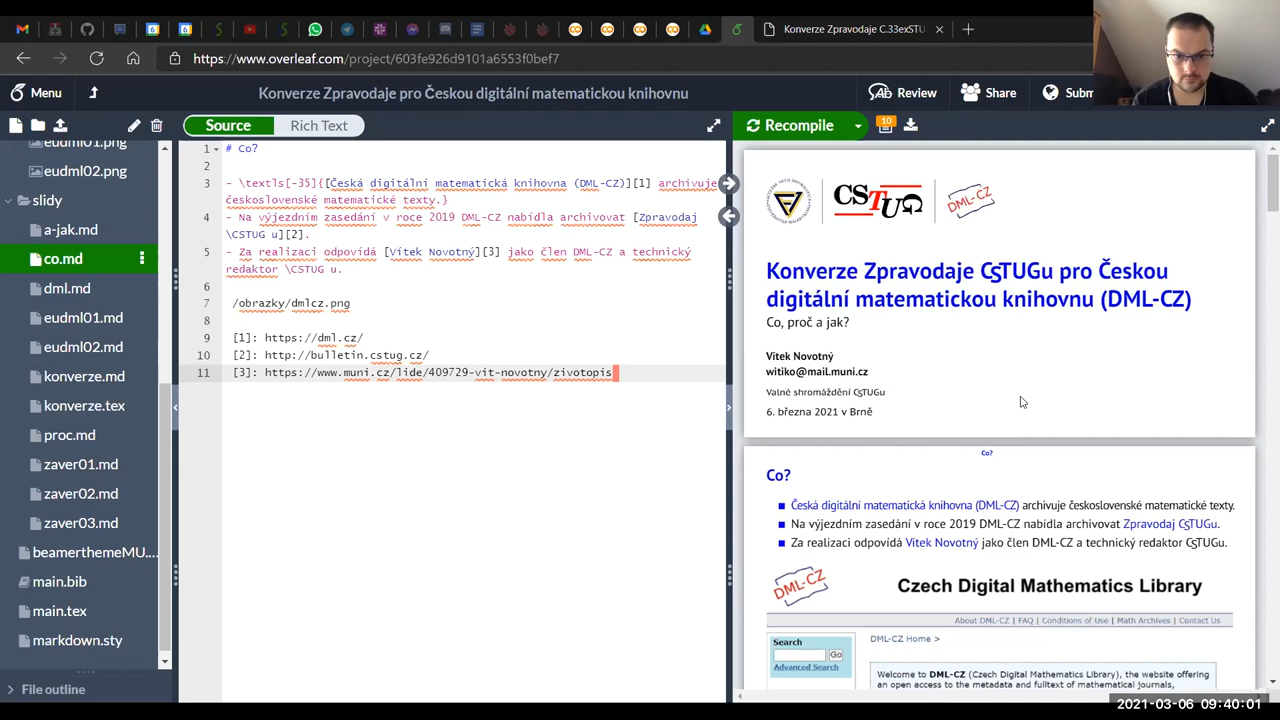 6
6
Konverze Zpravodaje C.33exSTUG
https://www.overleaf.com/project/603fe926d9101a6553f0bef7
Menu
Konverze Zpravodaje pro Českou digitální matematickou knihovnu
Review
Share
Subm
Source
Rich Text
Recompile
10
eudml01.png
eudml02.png
slidy
a-jak.md
co.md
dml.md
eudml01.md
eudml02.md
konverze.md
konverze.tex
proc.md
zaver01.md
zaver02.md
zaver03.md
beamerthemeMU....
main.bib
main.tex
markdown.sty
File outline
1 # Co?
2
3 - \textls[-35]{[Česká digitální matematická knihovna (DML-CZ)][1] archivuje
československé matematické texty.}
4 - Na výjezdním zasedání v roce 2019 DML-CZ nabídla archivovat [Zpravodaj
\CSTUG u][2].
5 - Za realizaci odpovídá [Vítek Novotný][3] jako člen DML-CZ a technický
redaktor \CSTUG u.
6
7 /obrazky/dmlcz.png
8
9 [1]: https://dml.cz/
10 [2]: http://bulletin.cstug.cz/
11 [3]: https://www.muni.cz/lide/409729-vit-novotny/zivotopis
CSTUG
DML-CZ
Konverze Zpravodaje CSTUGu pro Českou
digitální matematickou knihovnu (DML-CZ)
Co, proč a jak?
Vítek Novotný
witiko@mail.muni.cz
Valné shromáždění CSTUGu
6. března 2021 v Brně
Co?
Co?
Česká digitální matematická knihovna (DML-CZ) archivuje československé matematické texty.
Na výjezdním zasedání v roce 2019 DML-CZ nabídla archivovat Zpravodaj CSTUGu.
Za realizaci odpovídá Vítek Novotný jako člen DML-CZ a technický redaktor CSTUGu.
DML-CZ
Czech Digital Mathematics Library
About DML-CZ | FAQ | Conditions of Use | Math Archives | Contact Us
Search
Go
Advanced Search
DML-CZ Home >
Welcome to DML-CZ (Czech Digital Mathematics Library), the website offering
an open access to the metadata and fulltext of mathematical journals,
2021-03-06 09:40:01